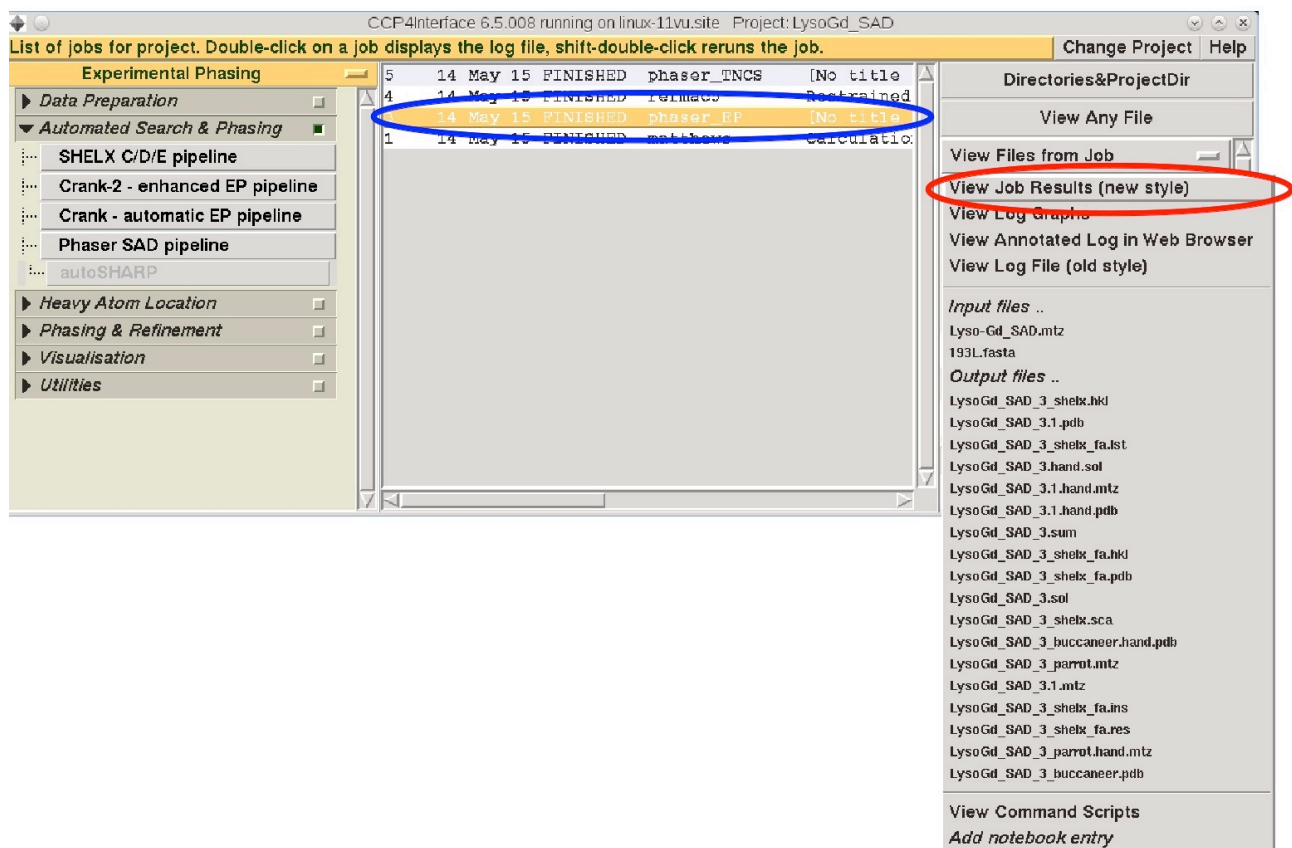 CCP4Interface 6.5.008 running on linux-11vu.site Project: LysoGd_SAD
List of jobs for project. Double-click on a job displays the log file, shift-double-click reruns the job.
Change Project Help
Experimental Phasing
Data Preparation
Automated Search & Phasing
SHELX C/D/E pipeline
Crank-2 - enhanced EP pipeline
Crank - automatic EP pipeline
Phaser SAD pipeline
autoSHARP
Heavy Atom Location
Phasing & Refinement
Visualisation
Utilities
5 14 May 15 FINISHED phaser_TNCS [No title
4 14 May 15 FINISHED refmac5 Restrained
14 May 15 FINISHED phaser_EP [No title
1 14 May 15 FINISHED matthews Calculatio
Directories&ProjectDir
View Any File
View Files from Job
View Job Results (new style)
View Log Graphs
View Annotated Log in Web Browser
View Log File (old style)
Input files ..
Lyso-Gd_SAD.mtz
193L.fasta
Output files ..
LysoGd_SAD_3_shelx.hkl
LysoGd_SAD_3.1.pdb
LysoGd_SAD_3_shelx_fa.lst
LysoGd_SAD_3.hand.sol
LysoGd_SAD_3.1.hand.mtz
LysoGd_SAD_3.1.hand.pdb
LysoGd_SAD_3.sum
LysoGd_SAD_3_shelx_fa.hkl
LysoGd_SAD_3_shelx_fa.pdb
LysoGd_SAD_3.sol
LysoGd_SAD_3_shelx.sca
LysoGd_SAD_3_buccaneer.hand.pdb
LysoGd_SAD_3_parrot.mtz
LysoGd_SAD_3.1.mtz
LysoGd_SAD_3_shelx_fa.ins
LysoGd_SAD_3_shelx_fa.res
LysoGd_SAD_3_parrot.hand.mtz
LysoGd_SAD_3_buccaneer.pdb
View Command Scripts
Add notebook entry